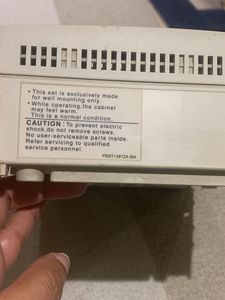 • This set is exclusively made
for wall mounting only.
• While operating,the cabinet
may feel warm.
This is a normal condition.
CAUTION: To prevent electric
shock,do not remove screws.
No user-serviceable parts inside.
Refer servicing to qualified
service personnel.